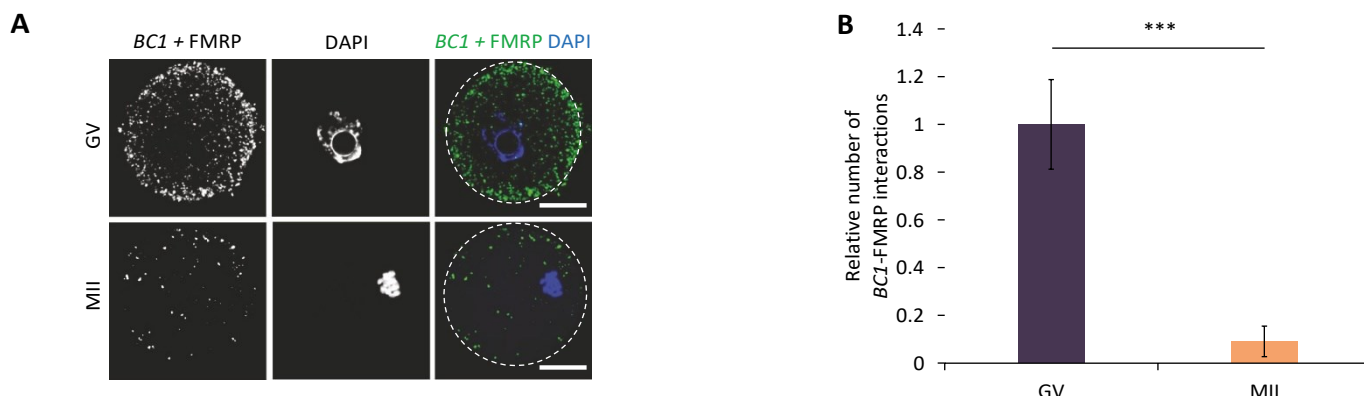 A
BC1 + FMRP
DAPI
BC1 + FMRP DAPI
GV
MII
B
Relative number of
BC1-FMRP interactions
1.4
1.2
1
0.8
0.6
0.4
0.2
0
***
GV
MII